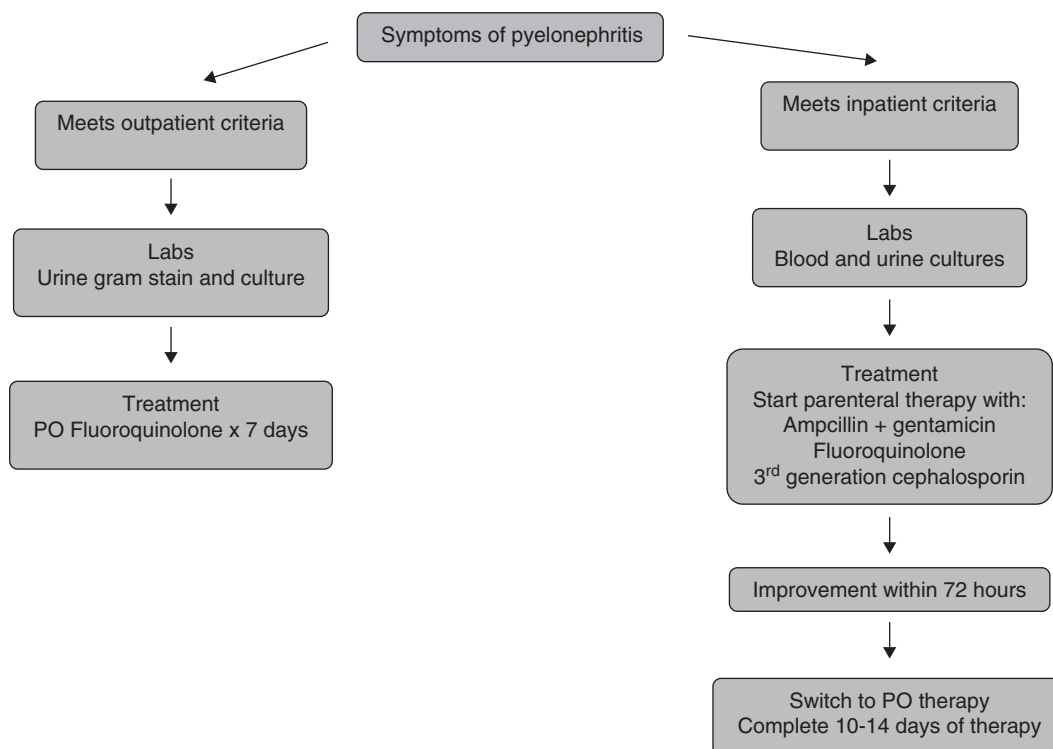 Symptoms of pyelonephritis
Meets outpatient criteria
Labs
Urine gram stain and culture
Treatment
PO Fluoroquinolone x 7 days
Meets inpatient criteria
Labs
Blood and urine cultures
Treatment
Start parenteral therapy with:
Ampcillin + gentamicin
Fluoroquinolone
3rd generation cephalosporin
Improvement within 72 hours
Switch to PO therapy
Complete 10-14 days of therapy